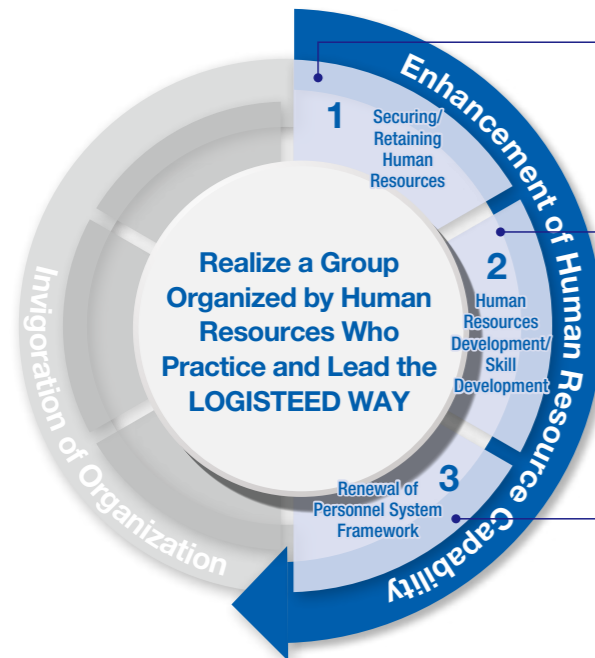 Enhancement of Human Resource Capability
1
Securing/
Retaining
Human
Resources
2
Human
Resources
Development/
Skill
Development
3
Renewal of
Personnel System
Framework
Invigoration of Organization
Realize a Group
Organized by Human
Resources Who
Practice and Lead the
LOGISTEED WAY